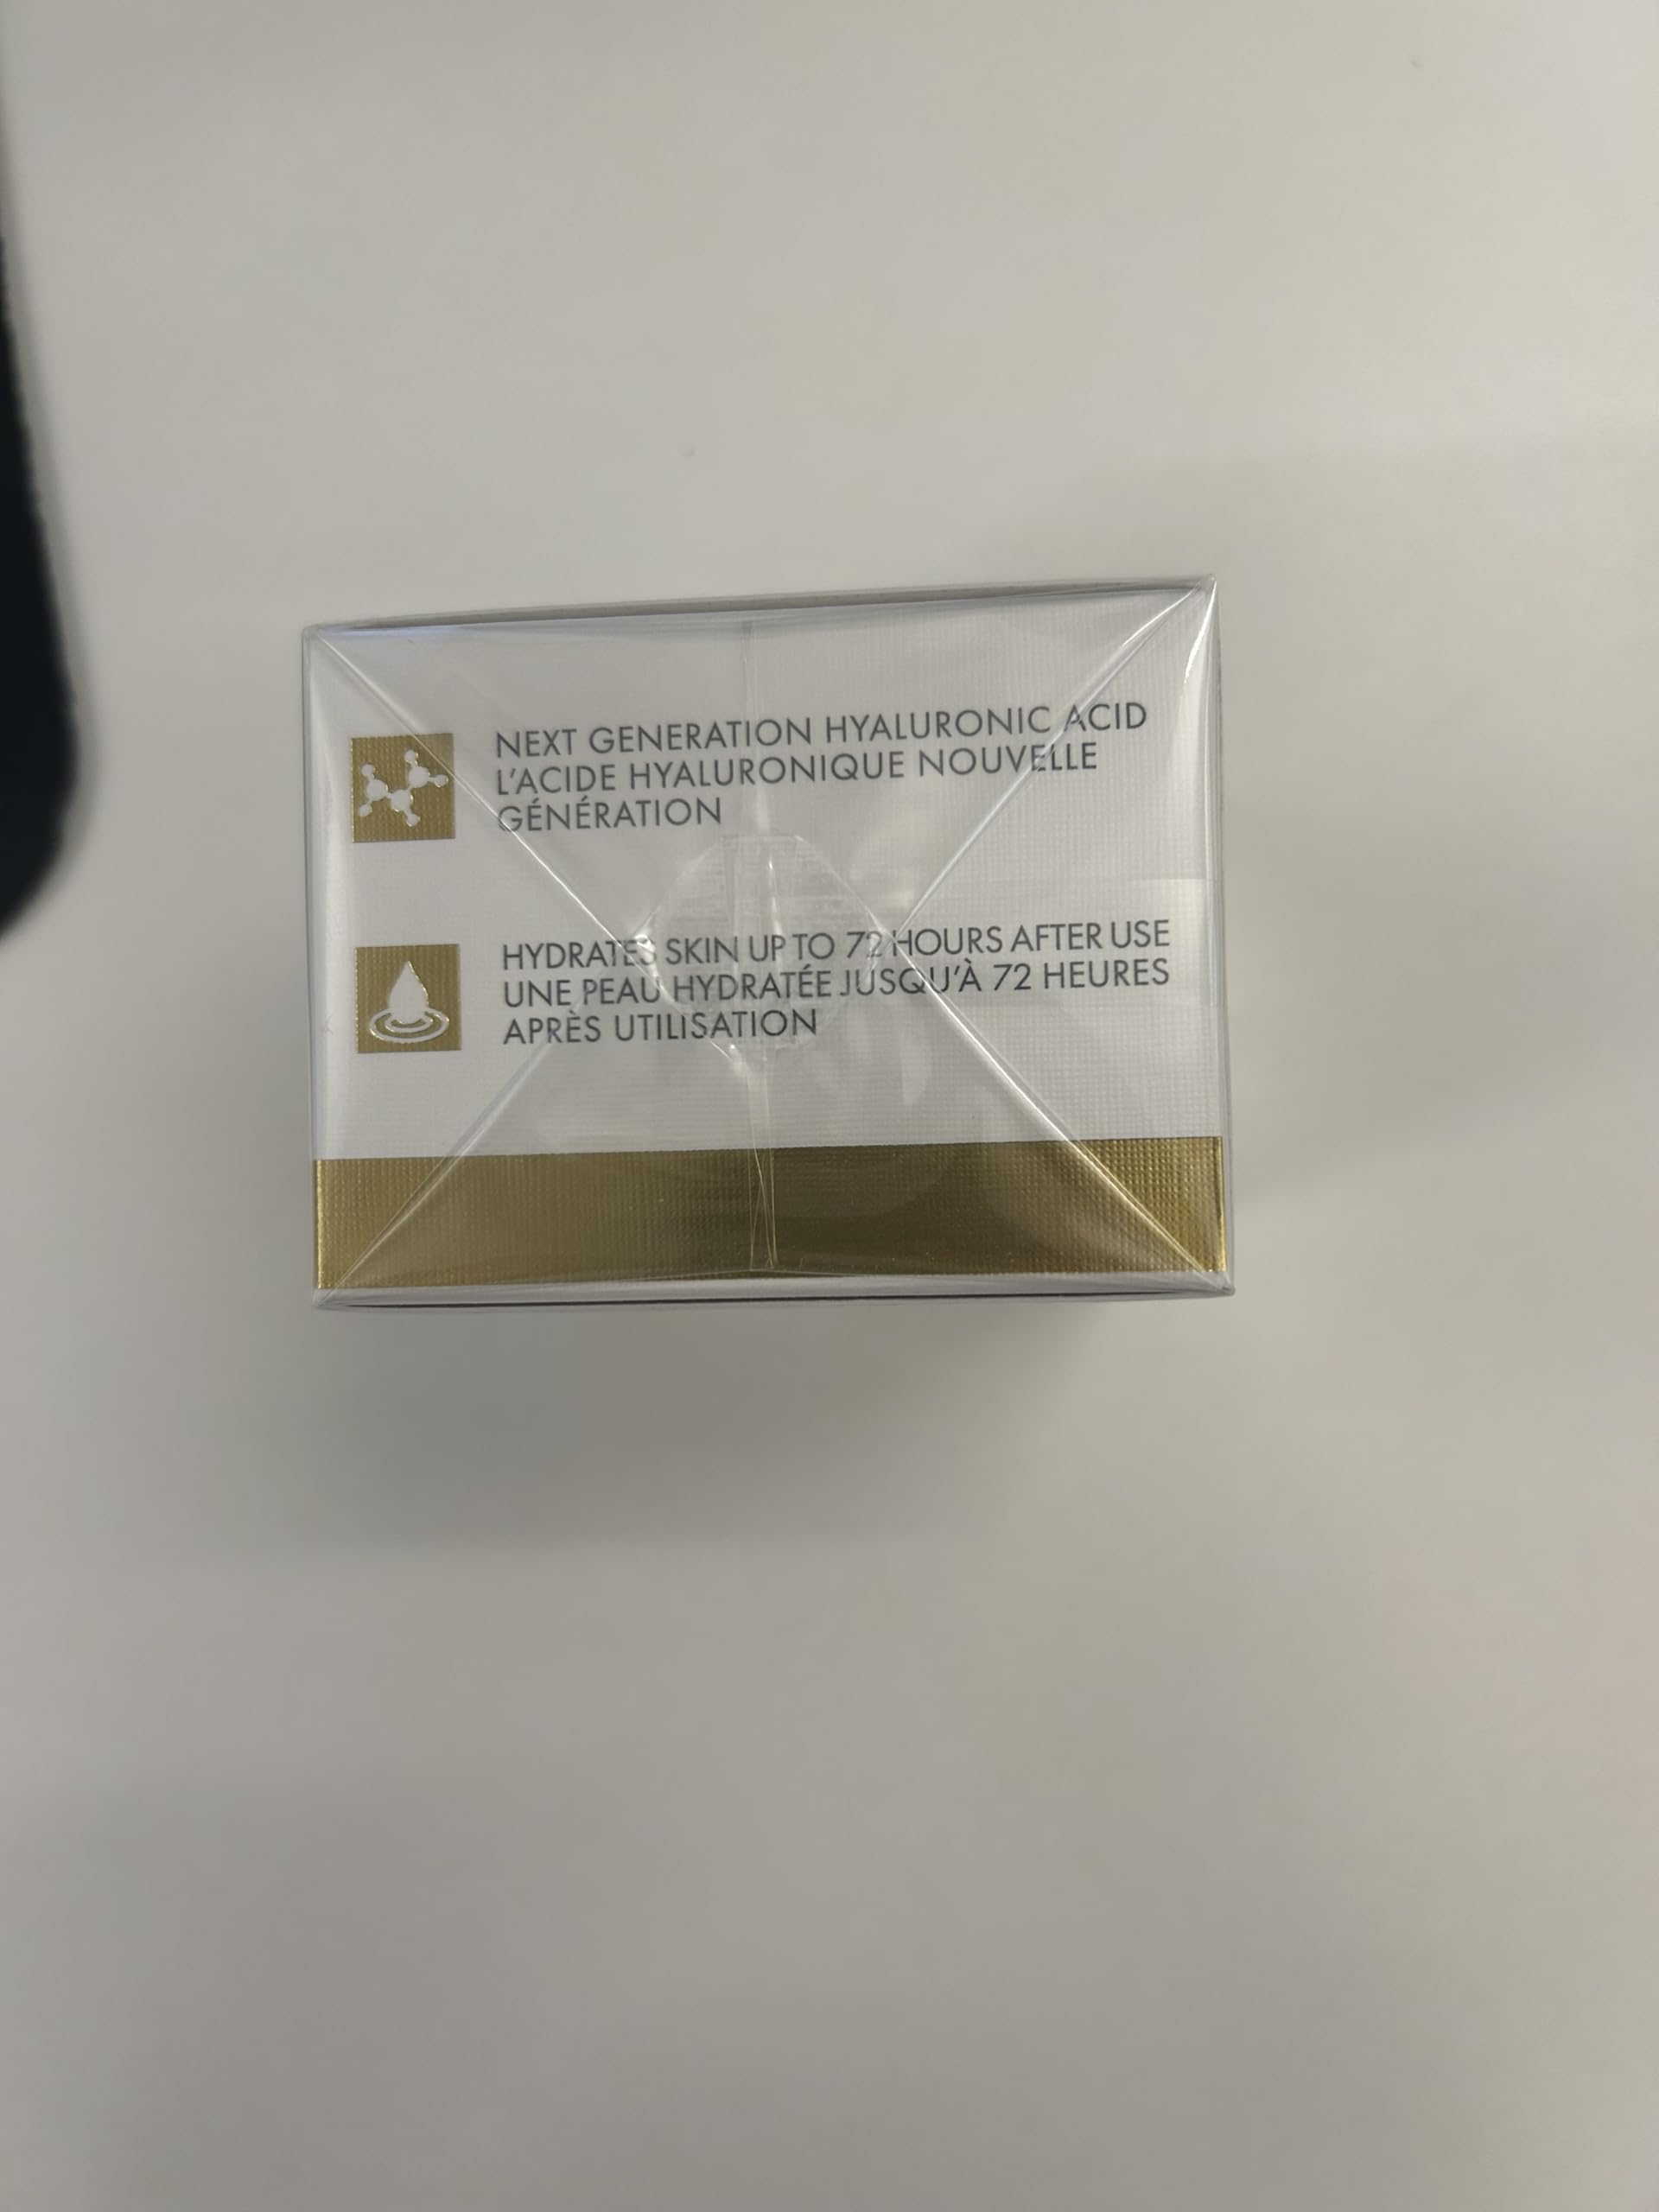 NEXT GENERATION HYALURONIC ACID
L'ACIDE HYALURONIQUE NOUVELLE
GÉNÉRATION
HYDRATES SKIN UP TO 72 HOURS AFTER USE
UNE PEAU HYDRATÉE JUSQU'À 72 HEURES
APRÈS UTILISATION